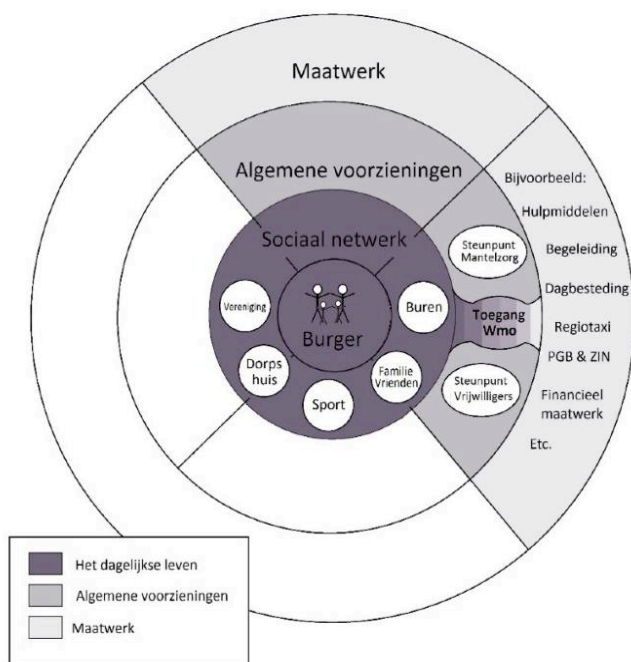 Maatwerk
Algemene voorzieningen
Sociaal netwerk
Burger
Vereniging
Dorps
huis
Sport
Familie
Vrienden
Buren
Steunpunt
Mantelzorg
Toegang
Wmo
Steunpunt
Vrijwilligers
Bijvoorbeeld:
Hulpmiddelen
Begeleiding
Dagbesteding
Regiotaxi
PGB & ZIN
Financieel
maatwerk
Etc.
Het dagelijkse leven
Algemene voorzieningen
Maatwerk